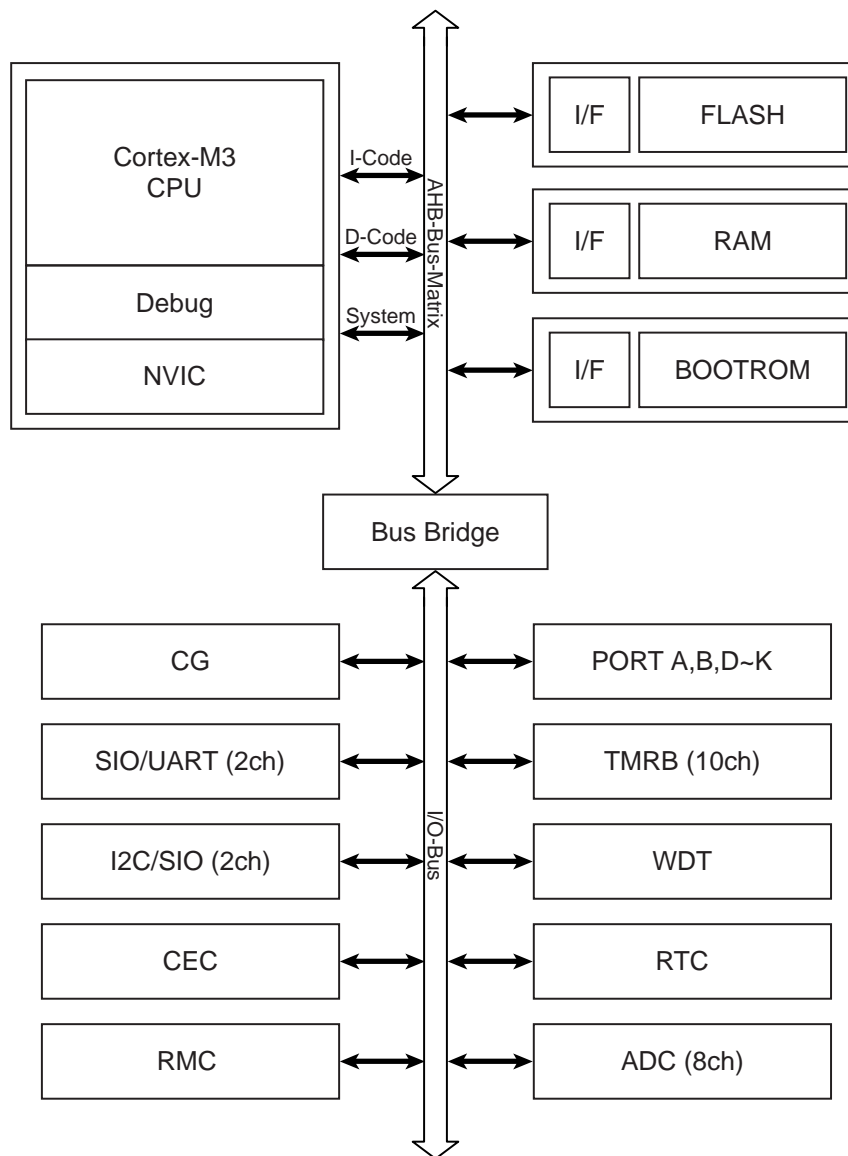 Cortex-M3
CPU
Debug
NVIC
I-Code
D-Code
System
AHB-Bus-Matrix
I/F
FLASH
I/F
RAM
I/F
BOOTROM
Bus Bridge
CG
PORT A,B,D~K
SIO/UART (2ch)
TMRB (10ch)
I/O-Bus
I2C/SIO (2ch)
WDT
CEC
RTC
RMC
ADC (8ch)